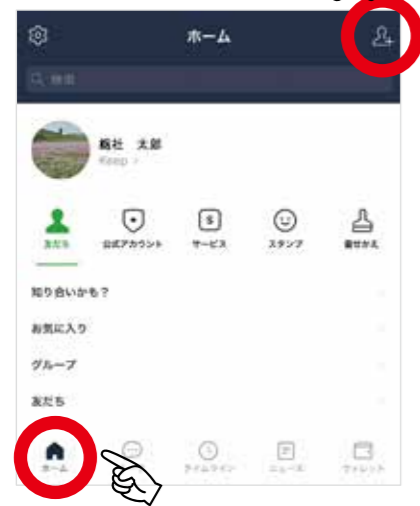 ホーム
検索
総社 太郎
Keep
友だち 公式アカウント サービス スタンプ 着せかえ
知り合いかも？
お気に入り
グループ
友だち
ホーム タイムライン ニュース ウォレット